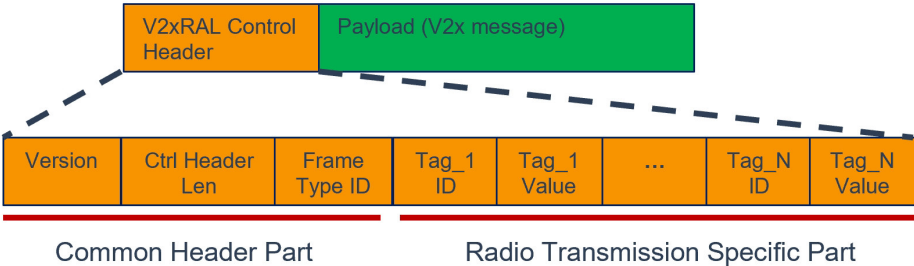 V2xRAL Control
Header
Payload (V2x message)
Version
Ctrl Header
Len
Frame
Type ID
Tag_1
ID
Tag_1
Value
...
Tag_N
ID
Tag_N
Value
Common Header Part
Radio Transmission Specific Part